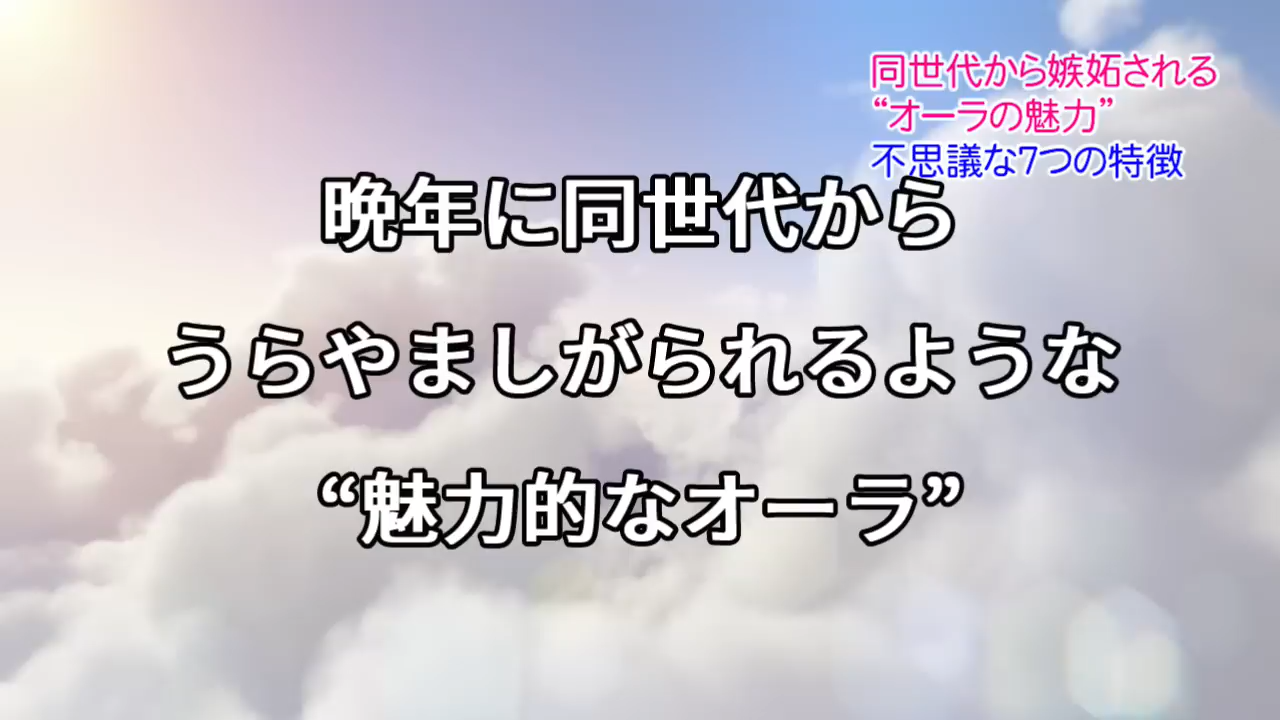 同世代から嫉妬される
“オーラの魅力”
不思議な7つの特徴
晩年に同世代から
うらやましがられるような
“魅力的なオーラ”